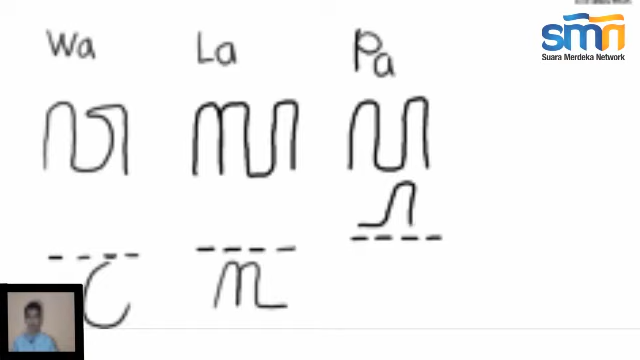 smn
Suara Merdeka Network
Wa La Pa
ꦮ ꦭ ꦥ